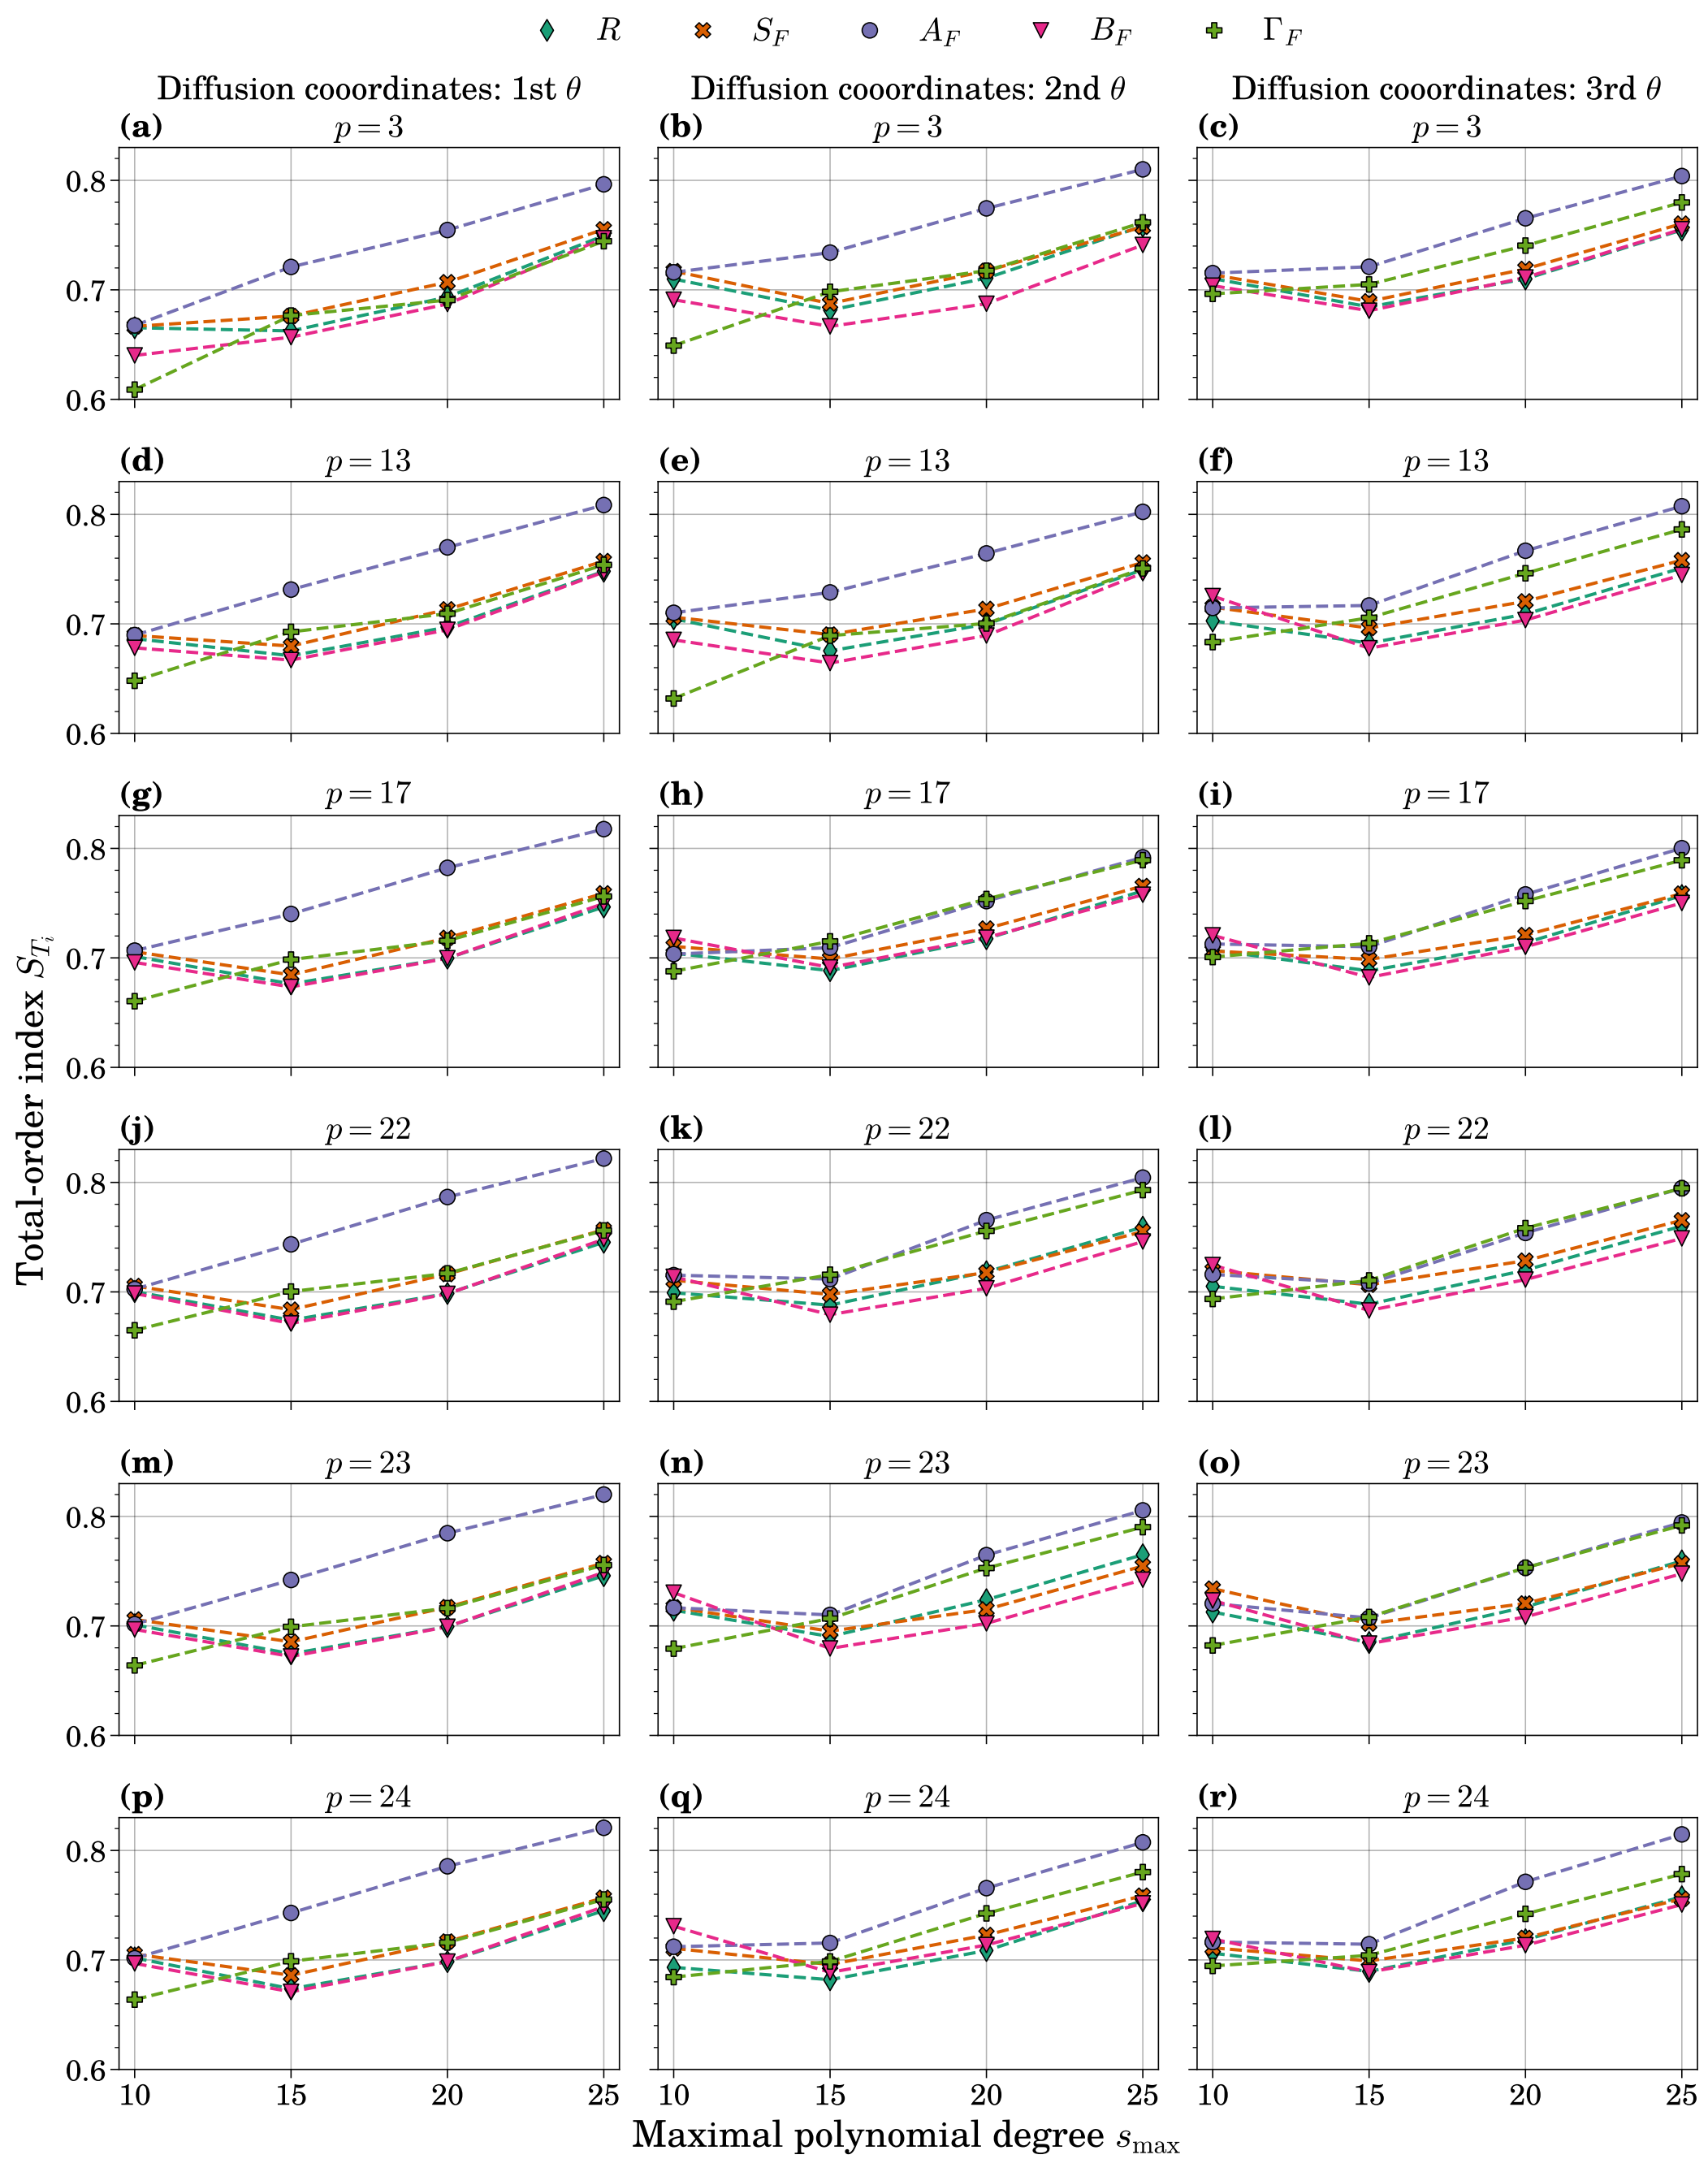 R S_F A_F B_F Γ_F
Diffusion cooordinates: 1st θ Diffusion cooordinates: 2nd θ Diffusion cooordinates: 3rd θ
(a) p = 3 (b) p = 3 (c) p = 3
0.8
0.7
0.6
(d) p = 13 (e) p = 13 (f) p = 13
0.8
0.7
0.6
(g) p = 17 (h) p = 17 (i) p = 17
0.8
0.7
0.6
Total-order index S_{T_i}
(j) p = 22 (k) p = 22 (l) p = 22
0.8
0.7
0.6
(m) p = 23 (n) p = 23 (o) p = 23
0.8
0.7
0.6
(p) p = 24 (q) p = 24 (r) p = 24
0.8
0.7
0.6
10 15 20 25 10 15 20 25 10 15 20 25
Maximal polynomial degree s_max